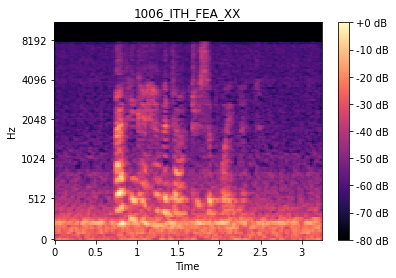 1006_ITH_FEA_XX
+0 dB
8192
-10 dB
4096
-20 dB
-30 dB
2048
Hz
-40 dB
1024
-50 dB
512
-60 dB
-70 dB
0
-80 dB
0 0.5 1 1.5 2 2.5 3
Time